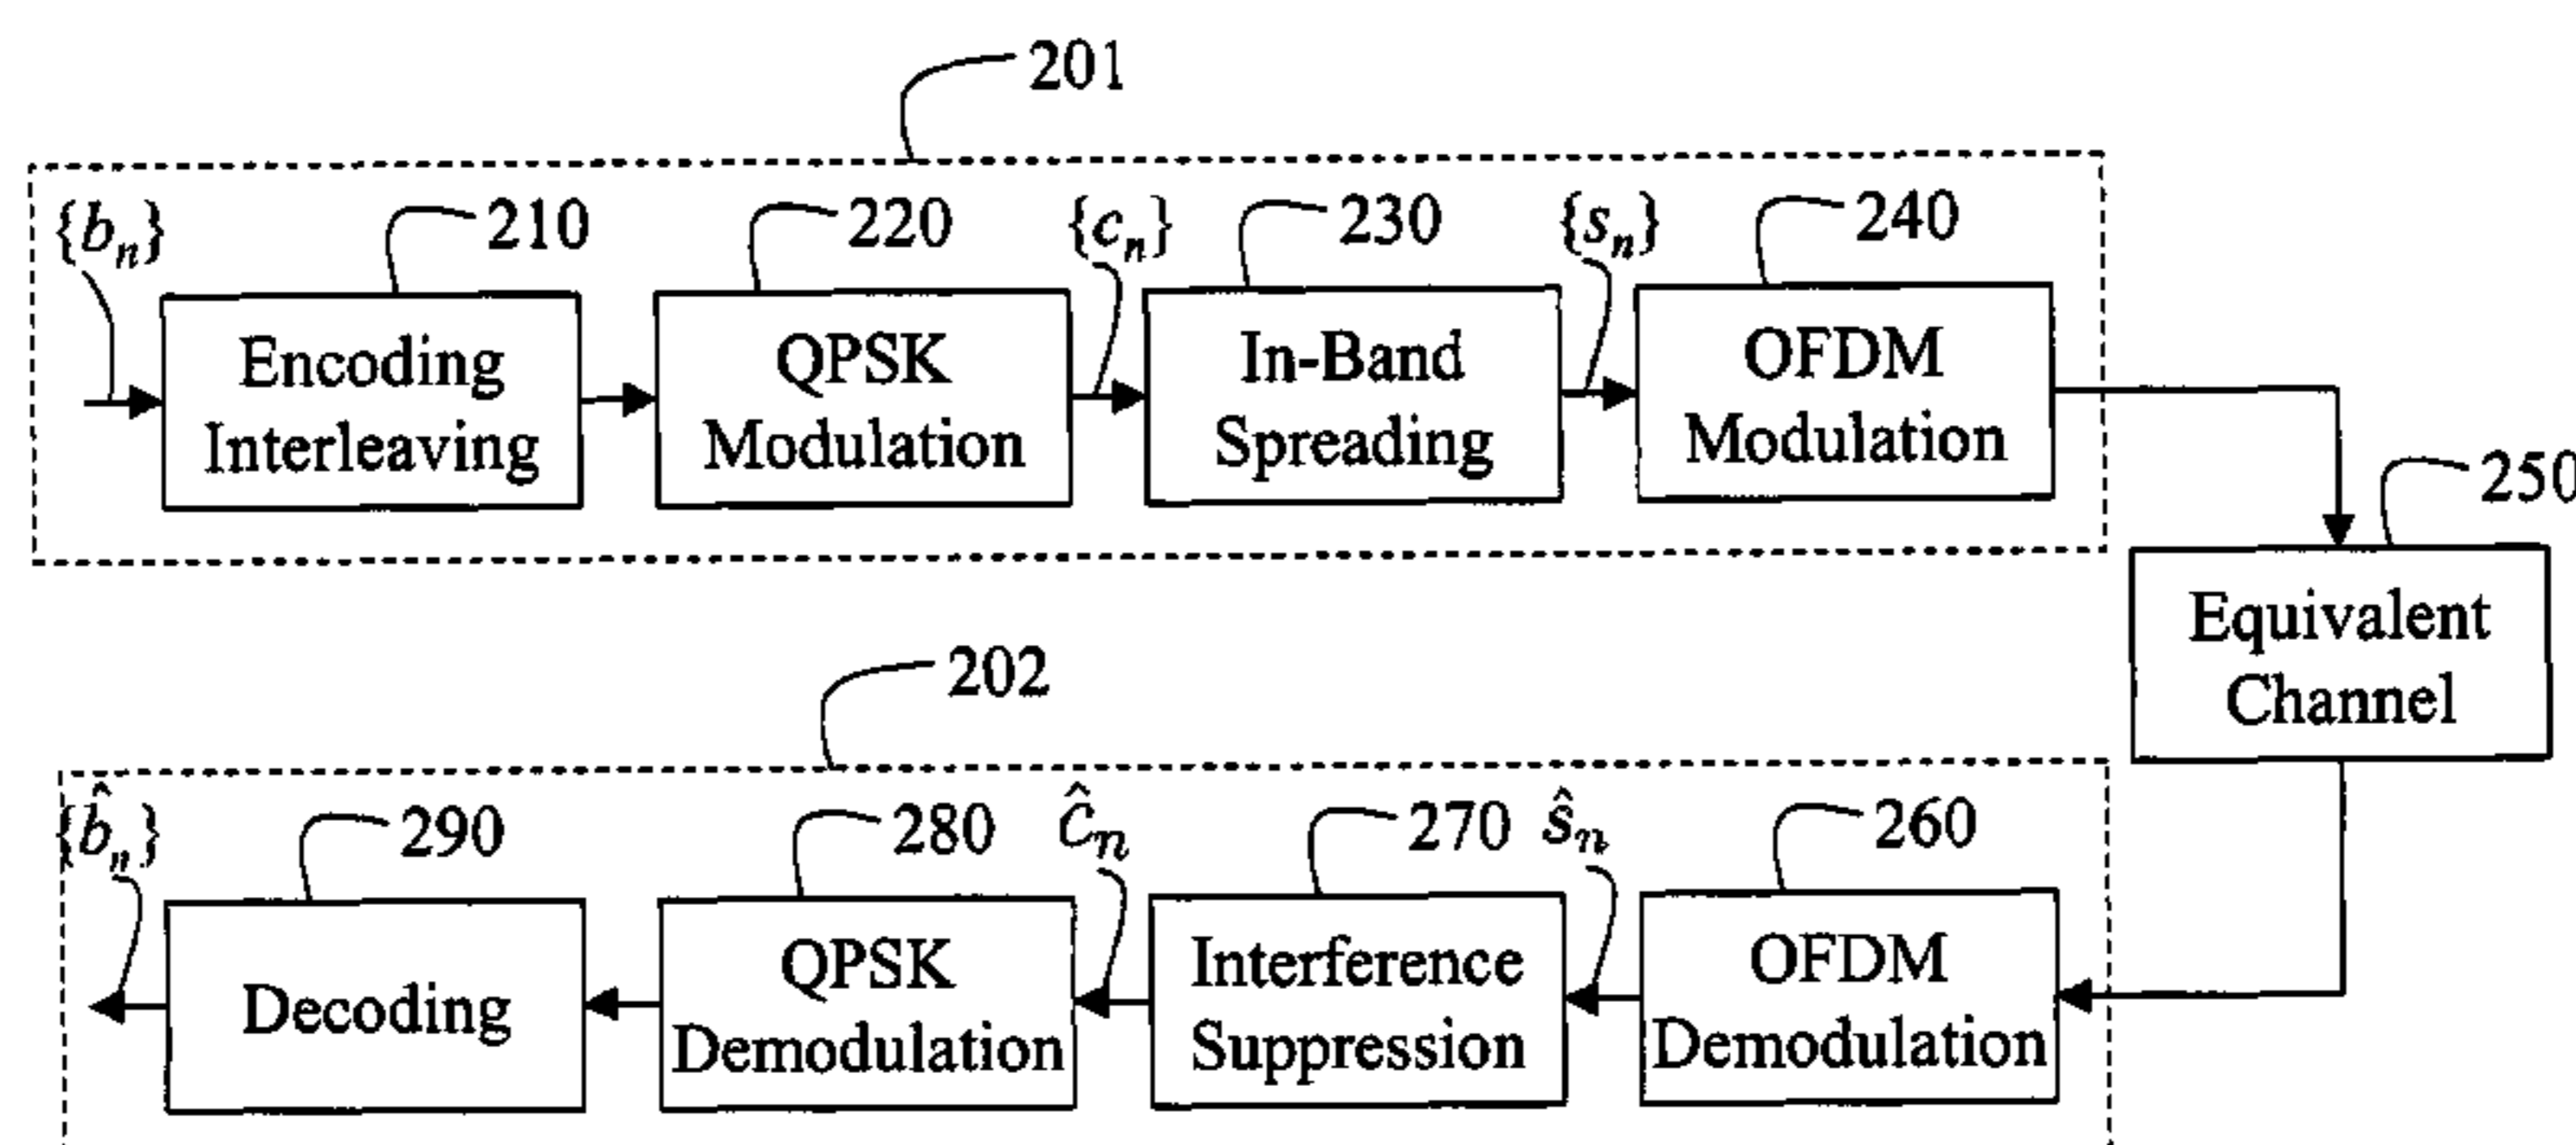 201
{b_n}
210
220
{c_n}
230
{s_n}
240
Encoding
Interleaving
QPSK
Modulation
In-Band
Spreading
OFDM
Modulation
250
Equivalent
Channel
202
{b̂_n}
290
280
ĉ_n
270
ŝ_n
260
Decoding
QPSK
Demodulation
Interference
Suppression
OFDM
Demodulation